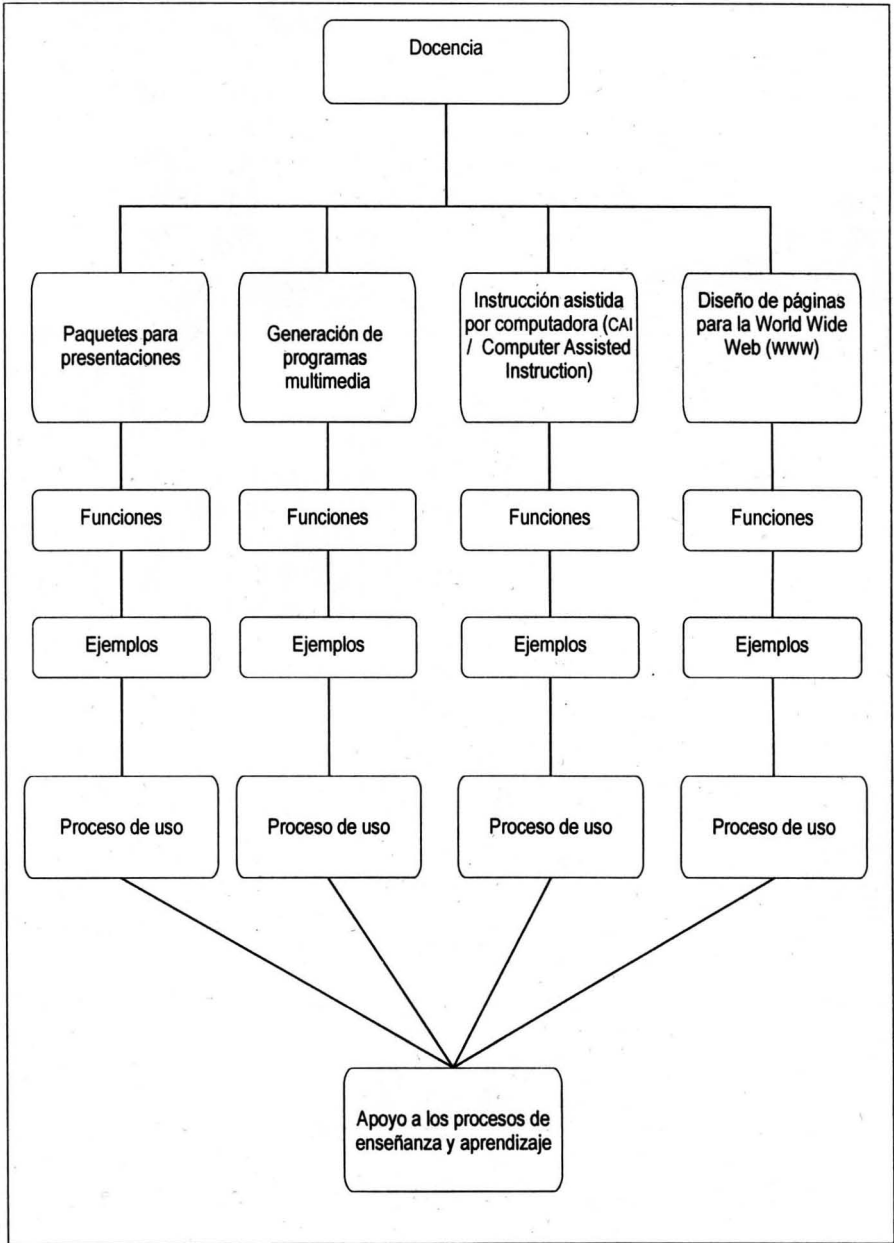 Docencia
Paquetes para
presentaciones
Generación de
programas
multimedia
Instrucción asistida
por computadora (CAI
/ Computer Assisted
Instruction)
Diseño de páginas
para la World Wide
Web (WWW)
Funciones
Funciones
Funciones
Funciones
Ejemplos
Ejemplos
Ejemplos
Ejemplos
Proceso de uso
Proceso de uso
Proceso de uso
Proceso de uso
Apoyo a los procesos de
enseñanza y aprendizaje